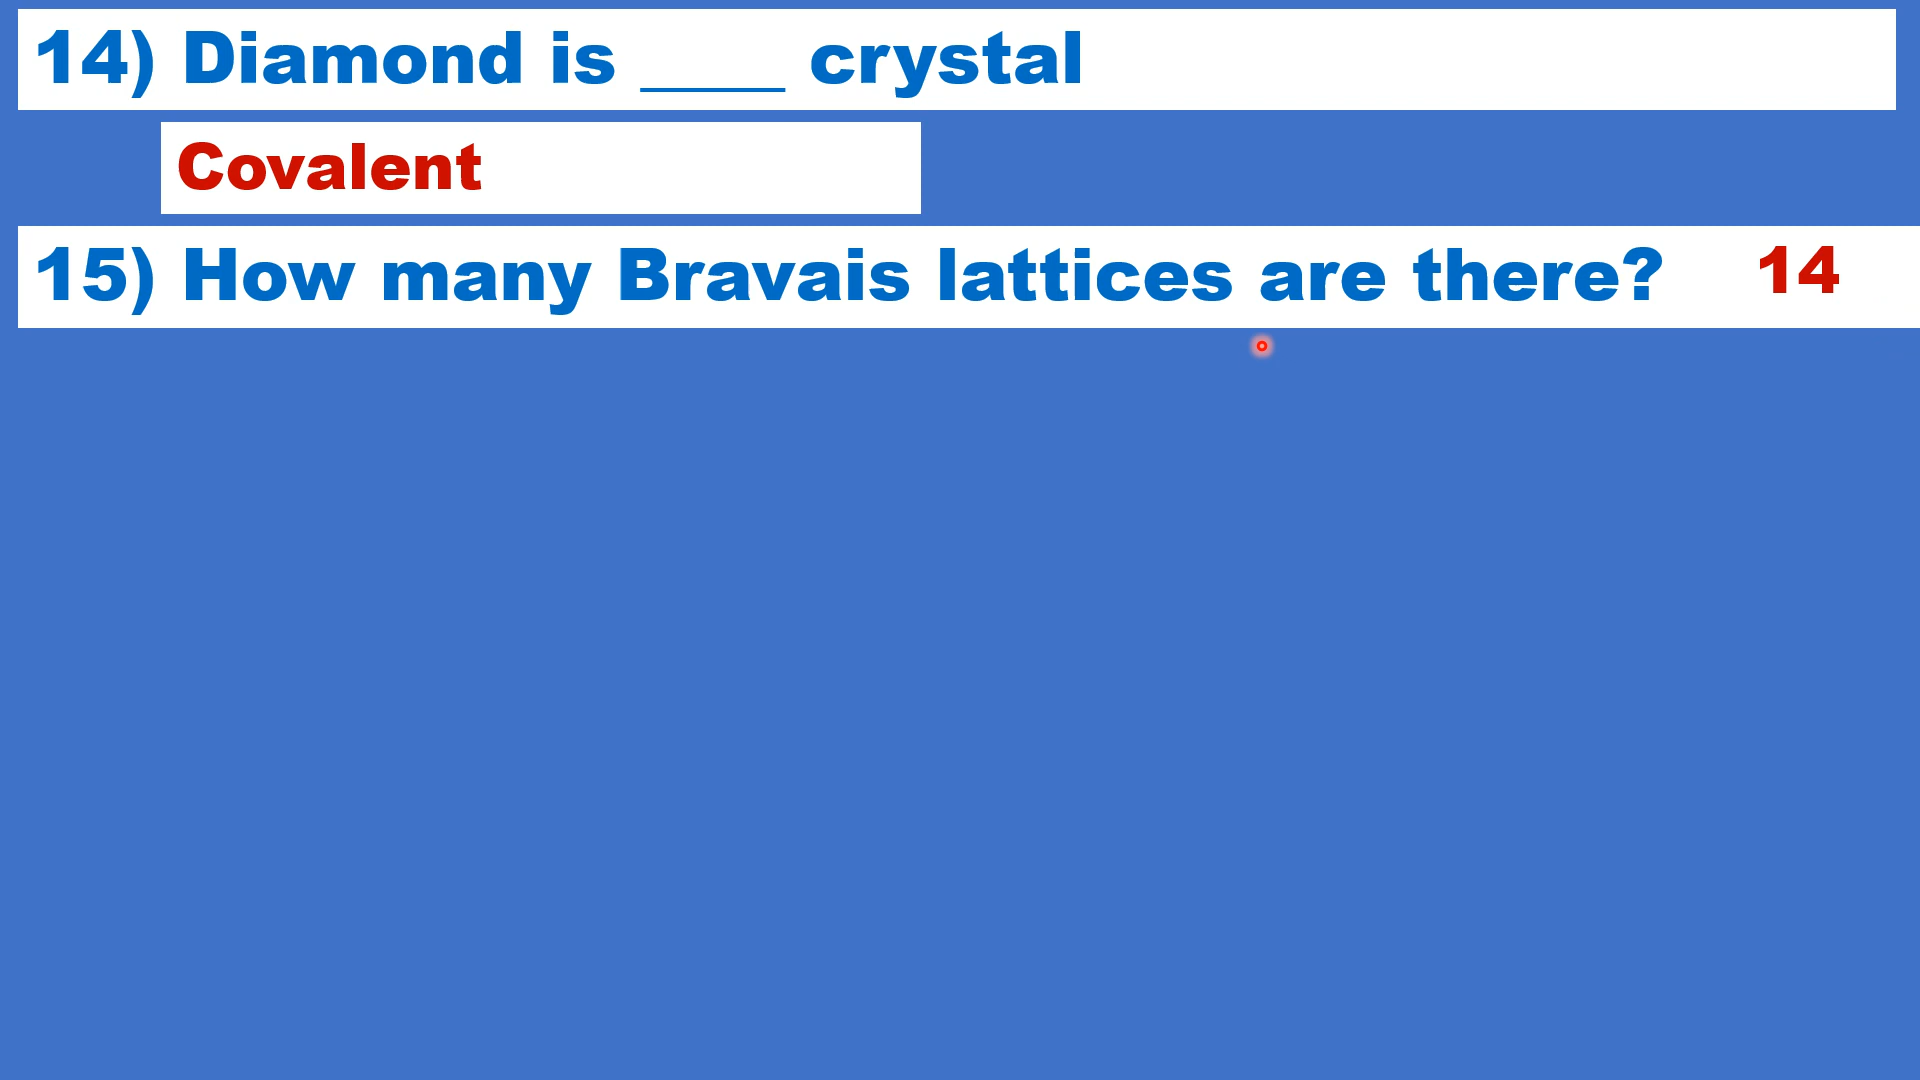 14) Diamond is ____ crystal
Covalent
15) How many Bravais lattices are there? 14